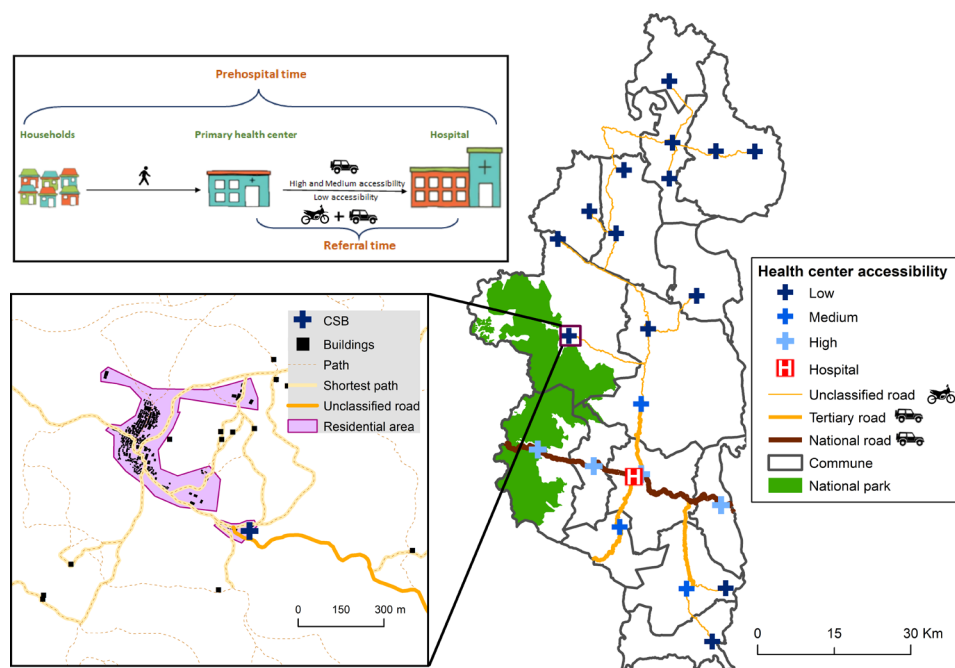 Prehospital time
Households
Primary health center
Hospital
High and Medium accessibility
Low accessibility
+
Referral time
CSB
Buildings
Path
Shortest path
Unclassified road
Residential area
0 150 300 m
Health center accessibility
Low
Medium
High
H Hospital
Unclassified road
Tertiary road
National road
Commune
National park
H
0 15 30 Km